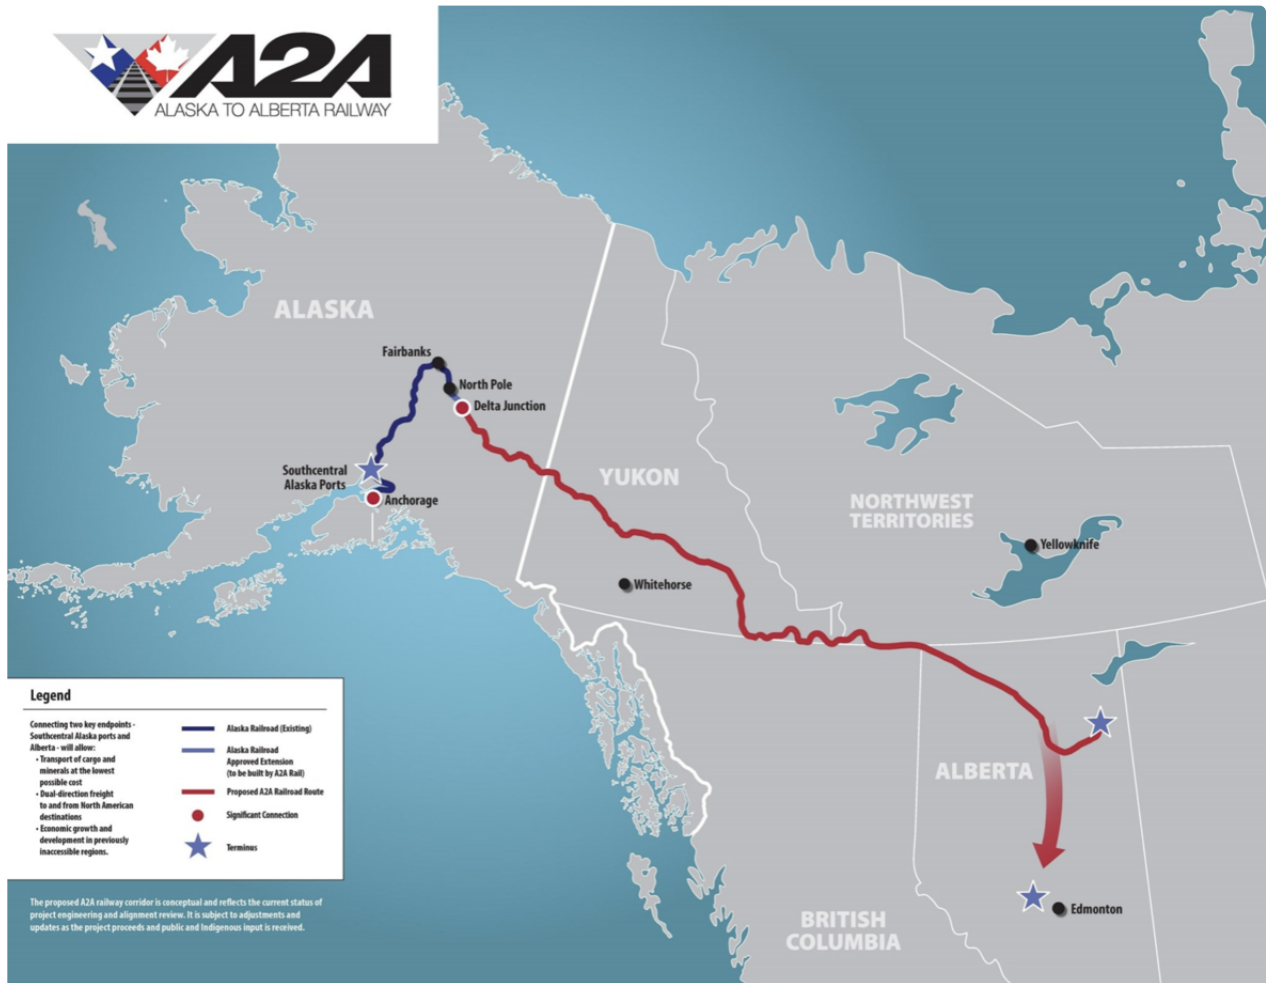 A2A
ALASKA TO ALBERTA RAILWAY
ALASKA
Fairbanks
North Pole
Delta Junction
Southcentral
Alaska Ports
Anchorage
YUKON
Whitehorse
NORTHWEST
TERRITORIES
Yellowknife
ALBERTA
Edmonton
BRITISH
COLUMBIA
Legend
Connecting two key endpoints -
Southcentral Alaska ports and
Alberta - will allow:
• Transport of cargo and
minerals at the lowest
possible cost
• Dual-direction freight
to and from North American
destinations
• Economic growth and
development in previously
inaccessible regions.
Alaska Railroad (Existing)
Alaska Railroad
Approved Extension
(to be built by A2A Rail)
Proposed A2A Railroad Route
Significant Connection
Terminus
The proposed A2A railway corridor is conceptual and reflects the current status of
project engineering and alignment review. It is subject to adjustments and
updates as the project proceeds and public and Indigenous input is received.